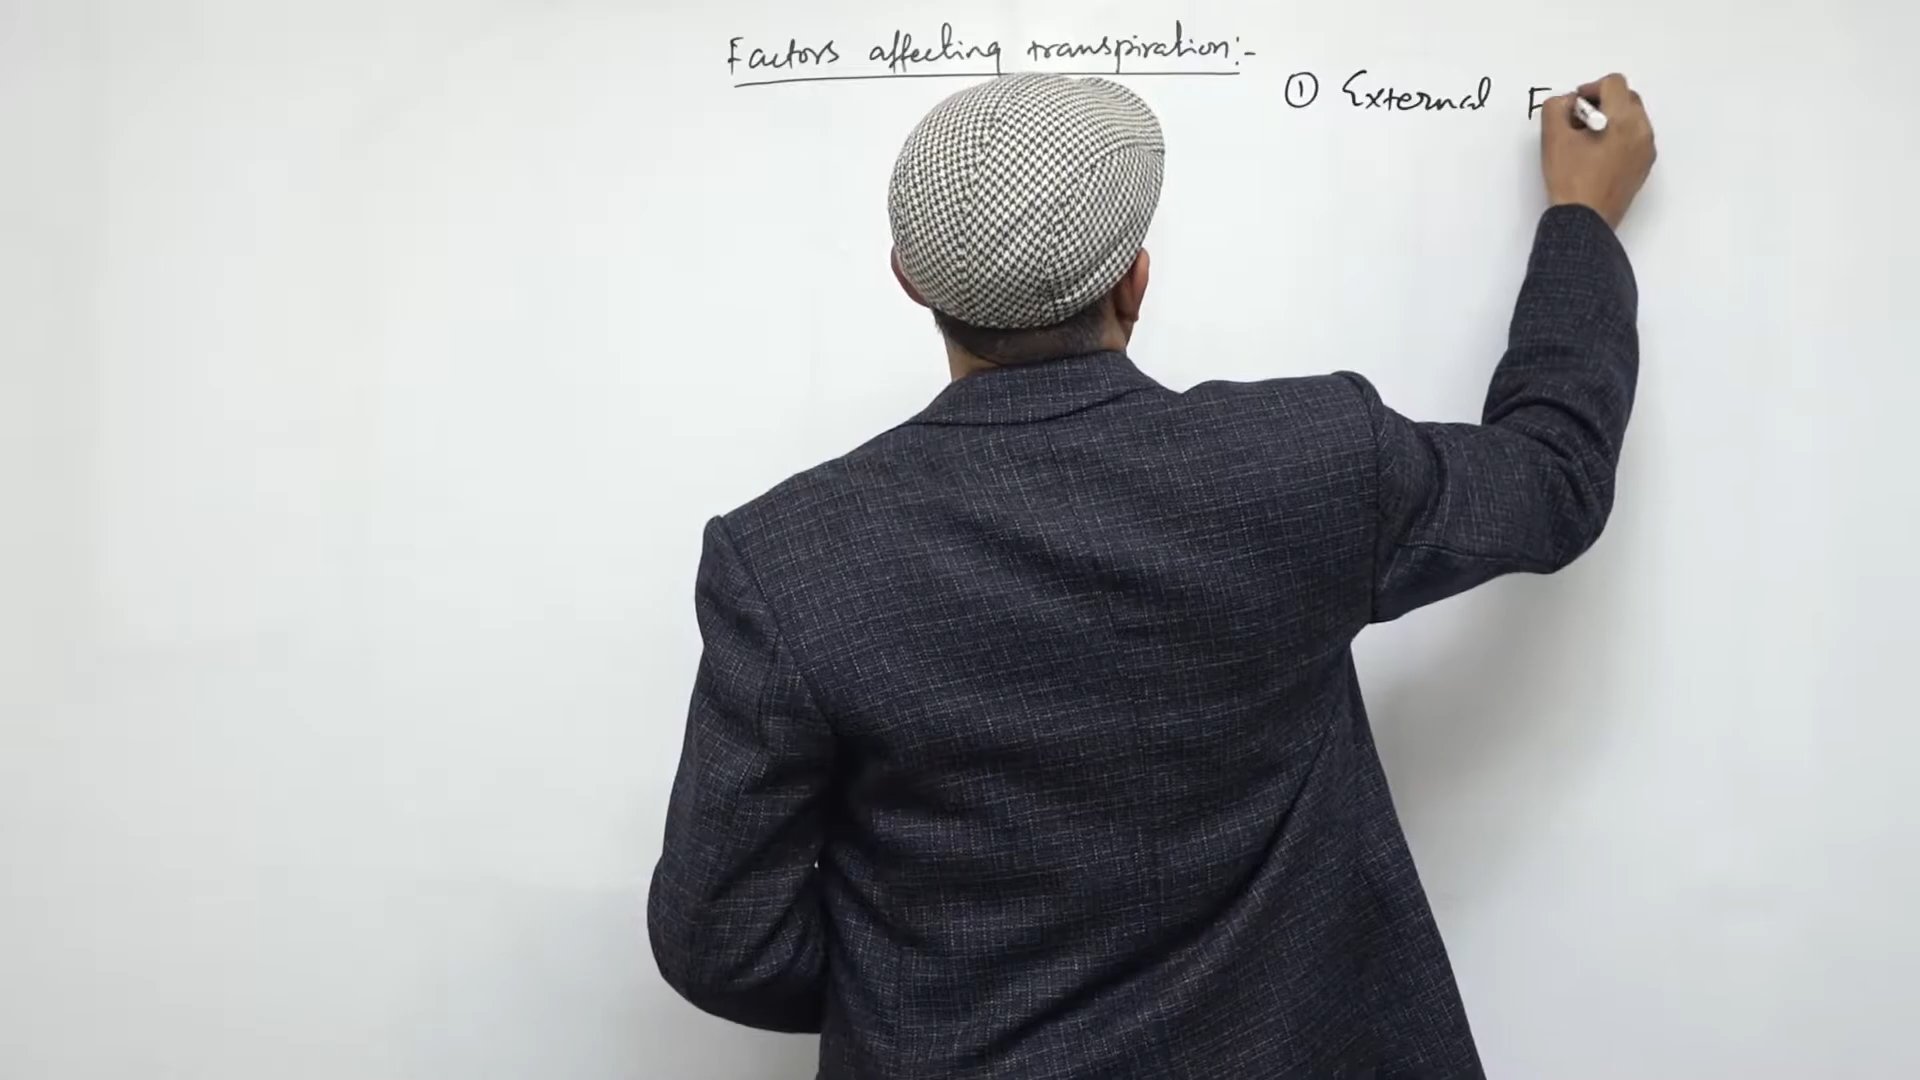 Factors affecting transpiration:-
① External F